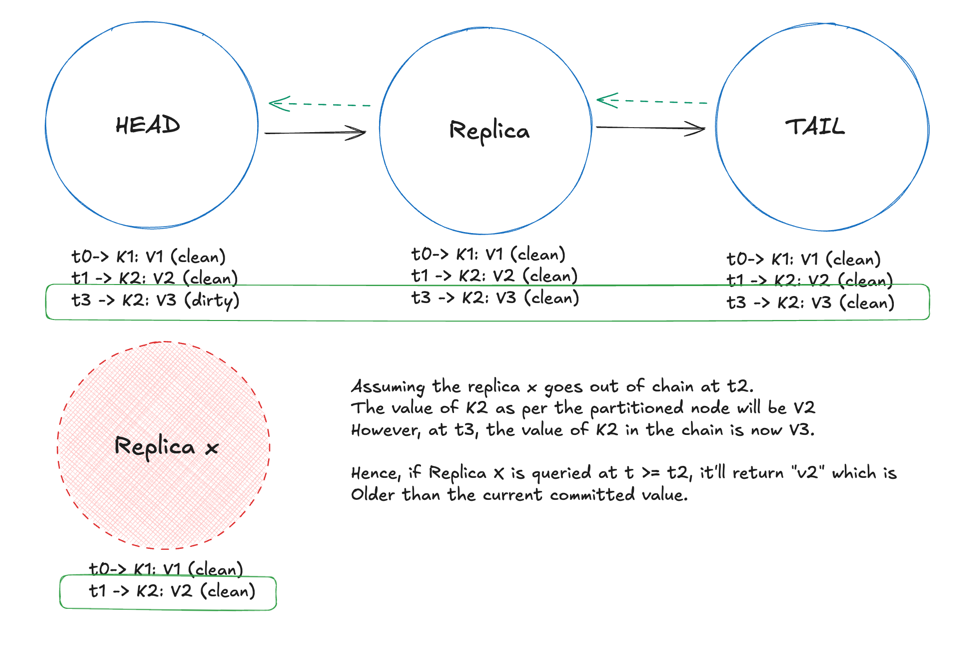 HEAD
Replica
TAIL
t0-> K1: V1 (clean)
t1 -> K2: V2 (clean)
t3 -> K2: V3 (dirty)
t0-> K1: V1 (clean)
t1 -> K2: V2 (clean)
t3 -> K2: V3 (clean)
t0-> K1: V1 (clean)
t1 -> K2: V2 (clean)
t3 -> K2: V3 (clean)
Replica x
t0-> K1: V1 (clean)
t1 -> K2: V2 (clean)
Assuming the replica x goes out of chain at t2.
The value of K2 as per the partitioned node will be V2
However, at t3, the value of K2 in the chain is now V3.
Hence, if Replica X is queried at t >= t2, it'll return "v2" which is
Older than the current committed value.